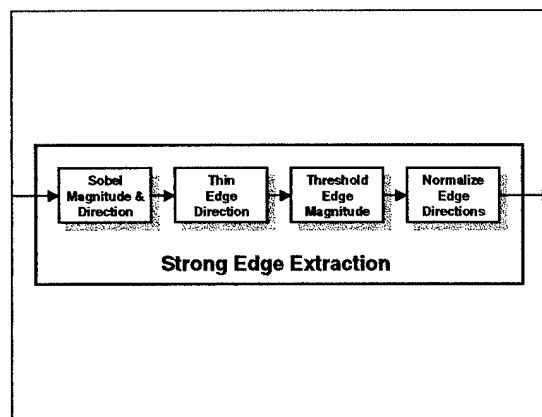 Sobel
Magnitude &
Direction
Thin
Edge
Direction
Threshold
Edge
Magnitude
Normalize
Edge
Directions
Strong Edge Extraction